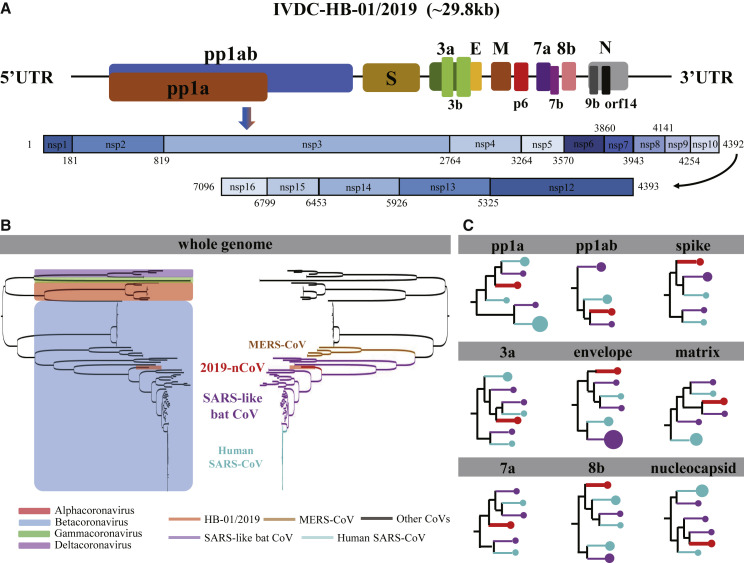 A IVDC-HB-01/2019 (~29.8kb)
pp1ab
3a E M 7a 8b N
5'UTR pp1a S 3'UTR
3b p6 7b 9b orf14
3860 4141
1 nsp1 nsp2 nsp3 nsp4 nsp5 nsp6 nsp7 nsp8 nsp9 nsp10 4392
181 819 2764 3264 3570 3943 4254
7096 nsp16 nsp15 nsp14 nsp13 nsp12 4393
6799 6453 5926 5325
B
whole genome
MERS-CoV
2019-nCoV
SARS-like
bat CoV
Human
SARS-CoV
Alphacoronavirus
Betacoronavirus
Gammacoronavirus
Deltacoronavirus
HB-01/2019 MERS-CoV Other CoVs
SARS-like bat CoV Human SARS-CoV
C
pp1a pp1ab spike
3a envelope matrix
7a 8b nucleocapsid